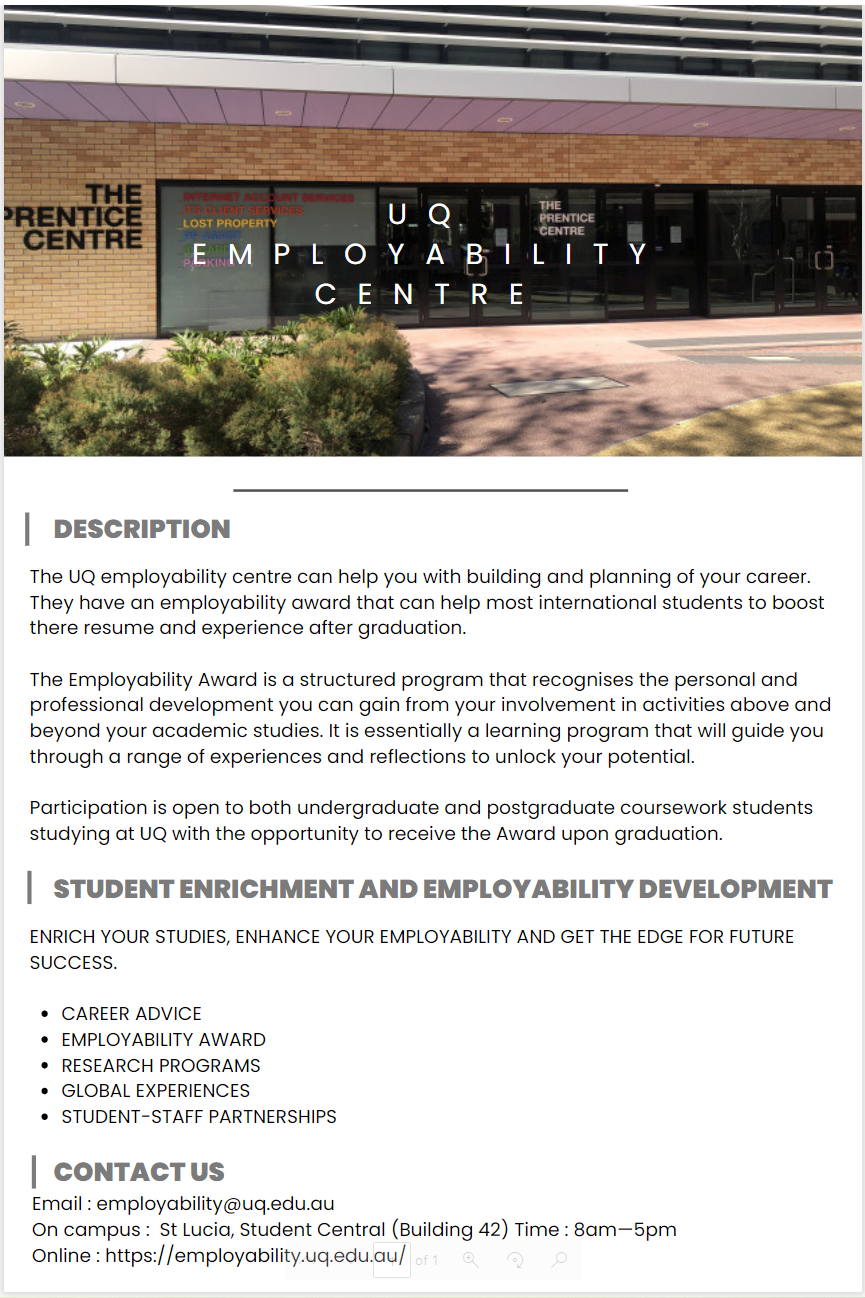 THE
PRENTICE
CENTRE
INTERNET ACCOUNT SERVICES
ITS CLIENT SERVICES
LOST PROPERTY
PARKING
THE
PRENTICE
CENTRE
UQ
EMPLOYABILITY
CENTRE
DESCRIPTION
The UQ employability centre can help you with building and planning of your career.
They have an employability award that can help most international students to boost
there resume and experience after graduation.
The Employability Award is a structured program that recognises the personal and
professional development you can gain from your involvement in activities above and
beyond your academic studies. It is essentially a learning program that will guide you
through a range of experiences and reflections to unlock your potential.
Participation is open to both undergraduate and postgraduate coursework students
studying at UQ with the opportunity to receive the Award upon graduation.
STUDENT ENRICHMENT AND EMPLOYABILITY DEVELOPMENT
ENRICH YOUR STUDIES, ENHANCE YOUR EMPLOYABILITY AND GET THE EDGE FOR FUTURE
SUCCESS.
• CAREER ADVICE
• EMPLOYABILITY AWARD
• RESEARCH PROGRAMS
• GLOBAL EXPERIENCES
• STUDENT-STAFF PARTNERSHIPS
CONTACT US
Email : employability@uq.edu.au
On campus :  St Lucia, Student Central (Building 42) Time : 8am—5pm
Online : https://employability.uq.edu.au/
of 1